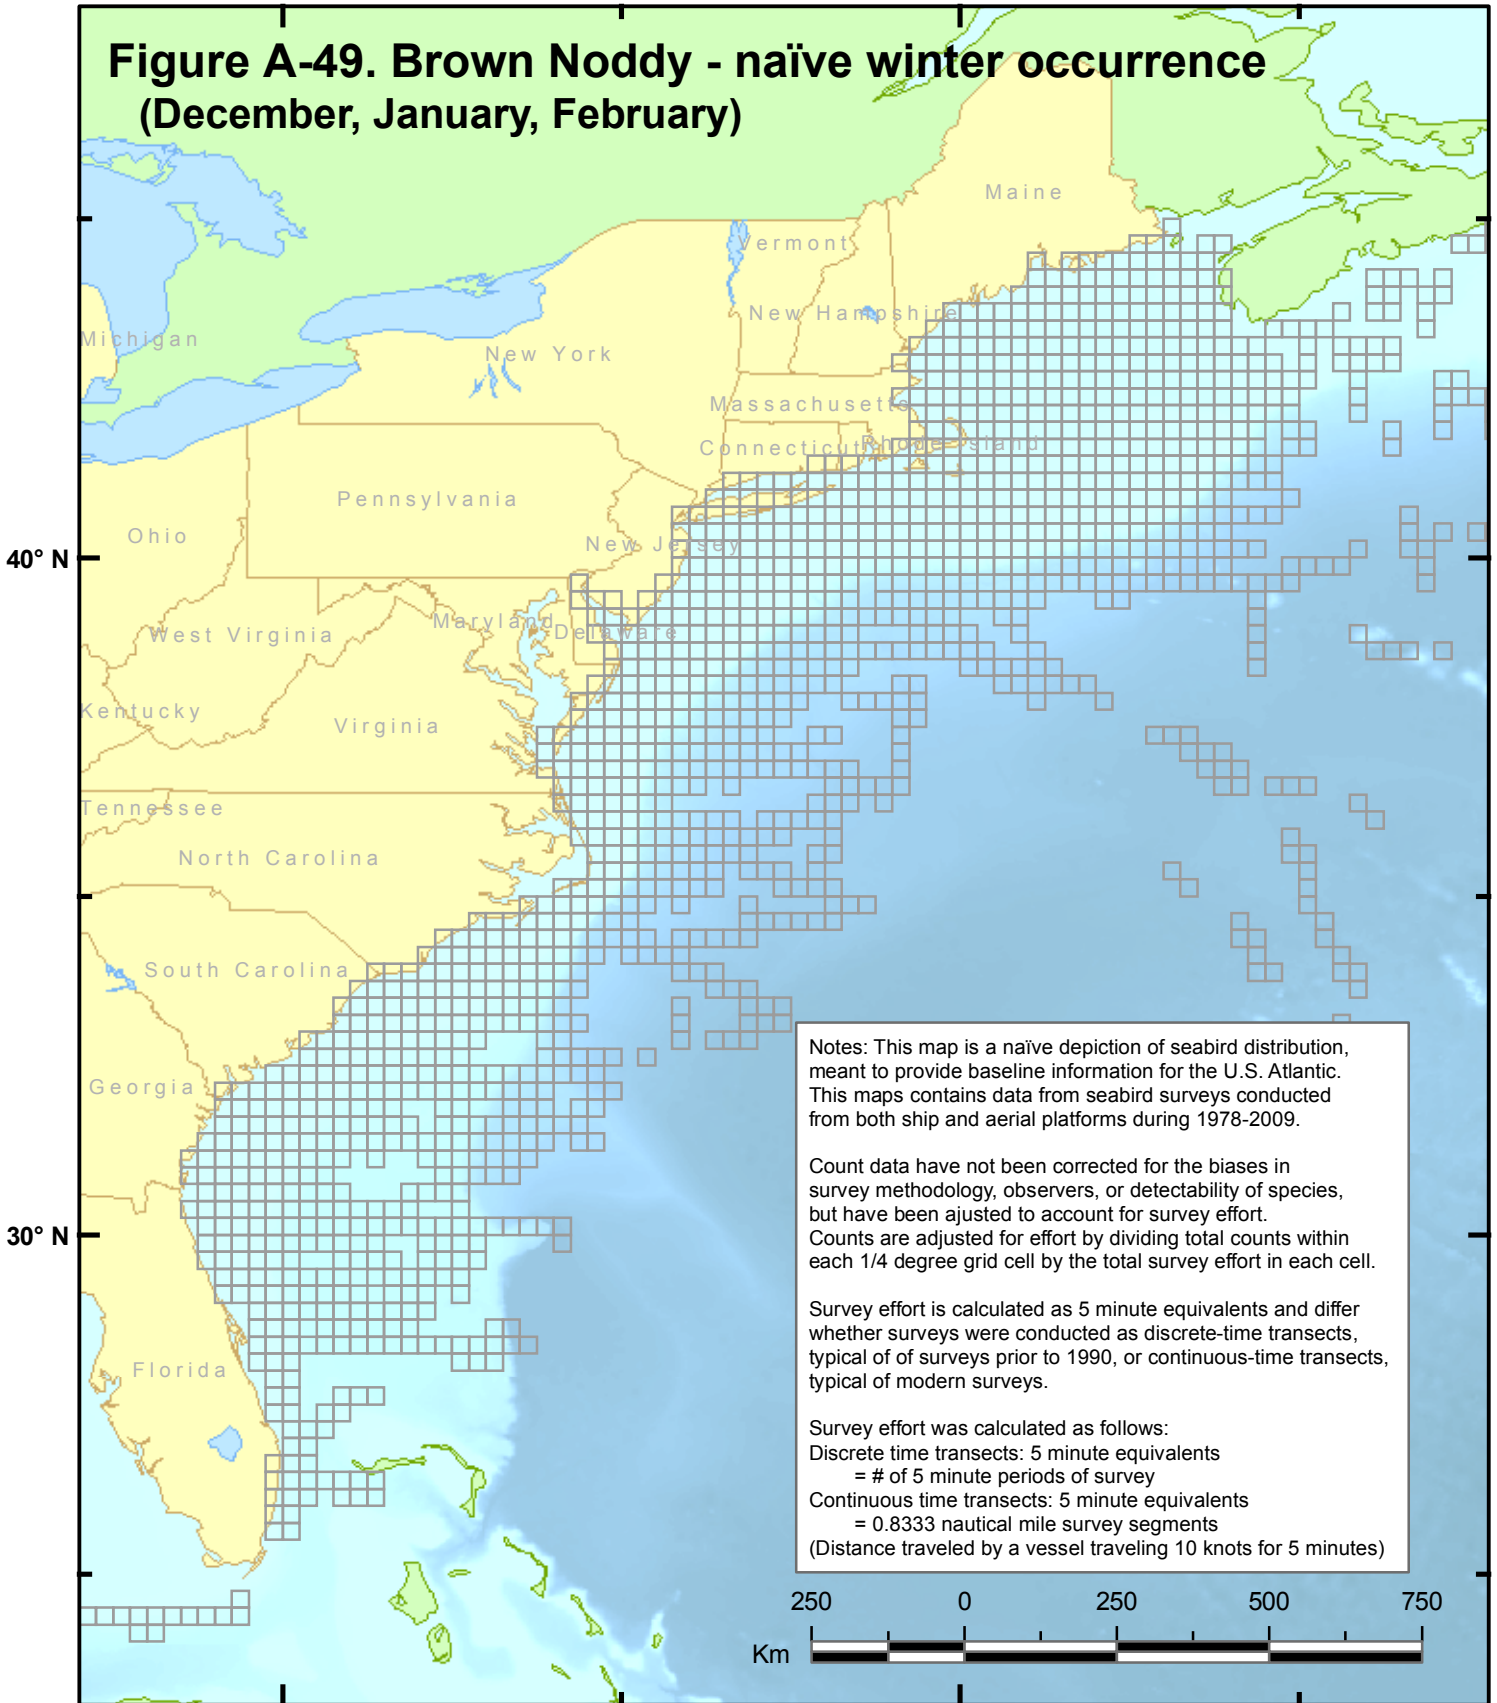 Figure A-49. Brown Noddy - naïve winter occurrence
(December, January, February)
Maine
Vermont
New Hampshire
Michigan
New York
Massachusetts
Connecticut
Rhode Island
Pennsylvania
Ohio
New Jersey
40° N
Maryland
Delaware
West Virginia
Kentucky
Virginia
Tennessee
North Carolina
South Carolina
Georgia
30° N
Florida
Notes: This map is a naïve depiction of seabird distribution,
meant to provide baseline information for the U.S. Atlantic.
This maps contains data from seabird surveys conducted
from both ship and aerial platforms during 1978-2009.
Count data have not been corrected for the biases in
survey methodology, observers, or detectability of species,
but have been ajusted to account for survey effort.
Counts are adjusted for effort by dividing total counts within
each 1/4 degree grid cell by the total survey effort in each cell.
Survey effort is calculated as 5 minute equivalents and differ
whether surveys were conducted as discrete-time transects,
typical of of surveys prior to 1990, or continuous-time transects,
typical of modern surveys.
Survey effort was calculated as follows:
Discrete time transects: 5 minute equivalents
= # of 5 minute periods of survey
Continuous time transects: 5 minute equivalents
= 0.8333 nautical mile survey segments
(Distance traveled by a vessel traveling 10 knots for 5 minutes)
250 0 250 500 750
Km